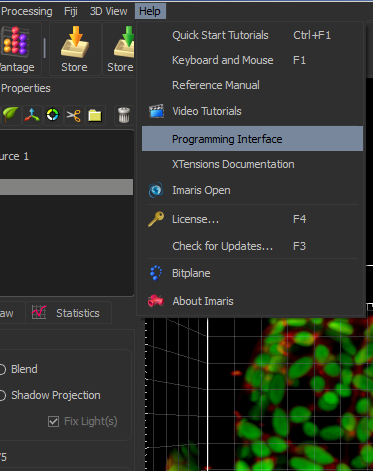 Processing Fiji 3D View Help
antage Store Store
Properties
Quick Start Tutorials Ctrl+F1
Keyboard and Mouse F1
Reference Manual
Video Tutorials
Programming Interface
XTensions Documentation
Imaris Open
License... F4
Check for Updates... F3
Bitplane
About Imaris
urce 1
aw Statistics
Blend
Shadow Projection
Fix Light(s)
/5